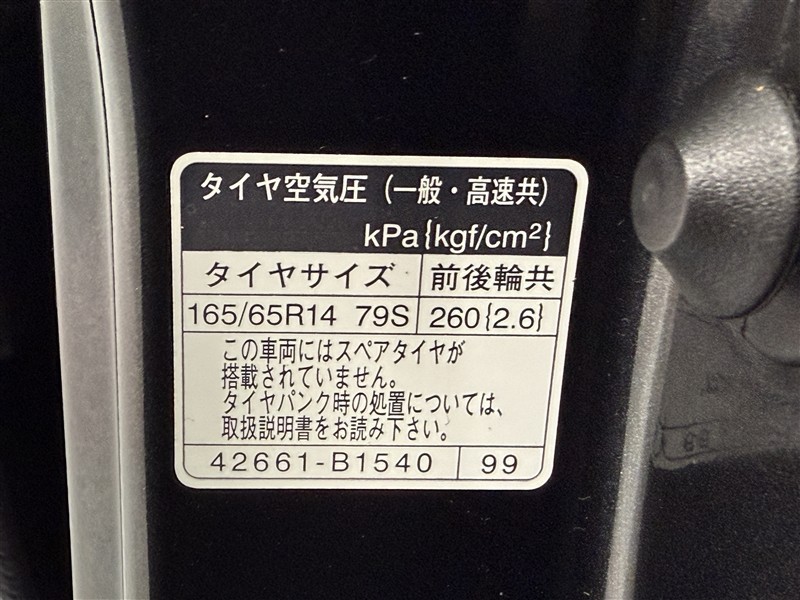 タイヤ空気圧（一般・高速共）
kPa{kgf/cm²}
タイヤサイズ 前後輪共
165/65R14 79S 260{2.6}
この車両にはスペアタイヤが
搭載されていません。
タイヤパンク時の処置については、
取扱説明書をお読み下さい。
42661-B1540 99